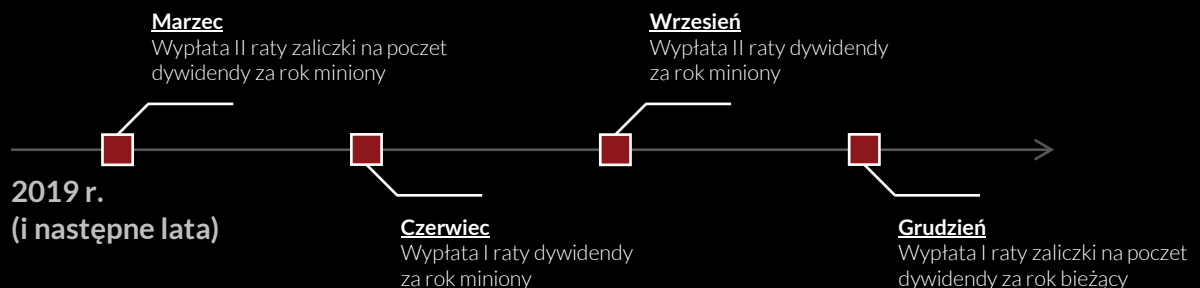 Marzec
Wypłata II raty zaliczki na poczet
dywidendy za rok miniony
Wrzesień
Wypłata II raty dywidendy
za rok miniony
2019 r.
(i następne lata)
Czerwiec
Wypłata I raty dywidendy
za rok miniony
Grudzień
Wypłata I raty zaliczki na poczet
dywidendy za rok bieżący